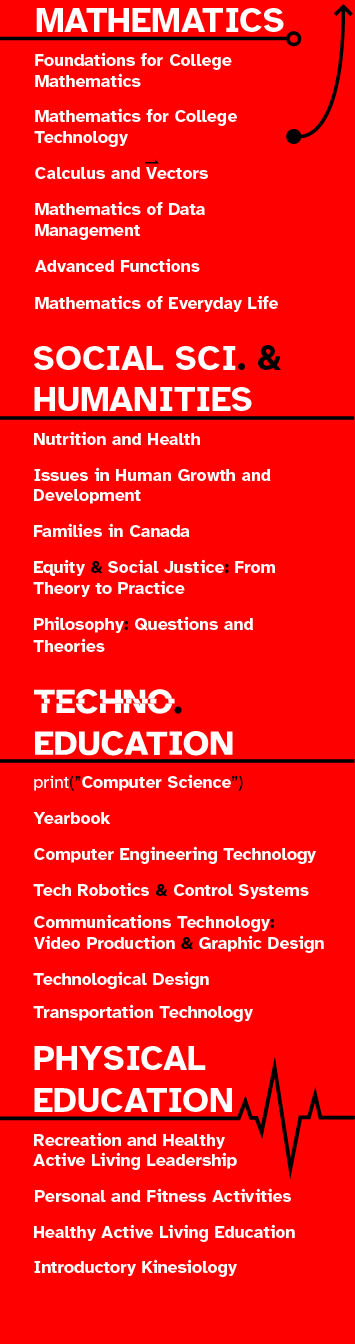 MATHEMATICS
Foundations for College
Mathematics
Mathematics for College
Technology
Calculus and Vectors
Mathematics of Data
Management
Advanced Functions
Mathematics of Everyday Life
SOCIAL SCI. &
HUMANITIES
Nutrition and Health
Issues in Human Growth and
Development
Families in Canada
Equity & Social Justice: From
Theory to Practice
Philosophy: Questions and
Theories
TECHNO.
EDUCATION
print("Computer Science")
Yearbook
Computer Engineering Technology
Tech Robotics & Control Systems
Communications Technology:
Video Production & Graphic Design
Technological Design
Transportation Technology
PHYSICAL
EDUCATION
Recreation and Healthy
Active Living Leadership
Personal and Fitness Activities
Healthy Active Living Education
Introductory Kinesiology